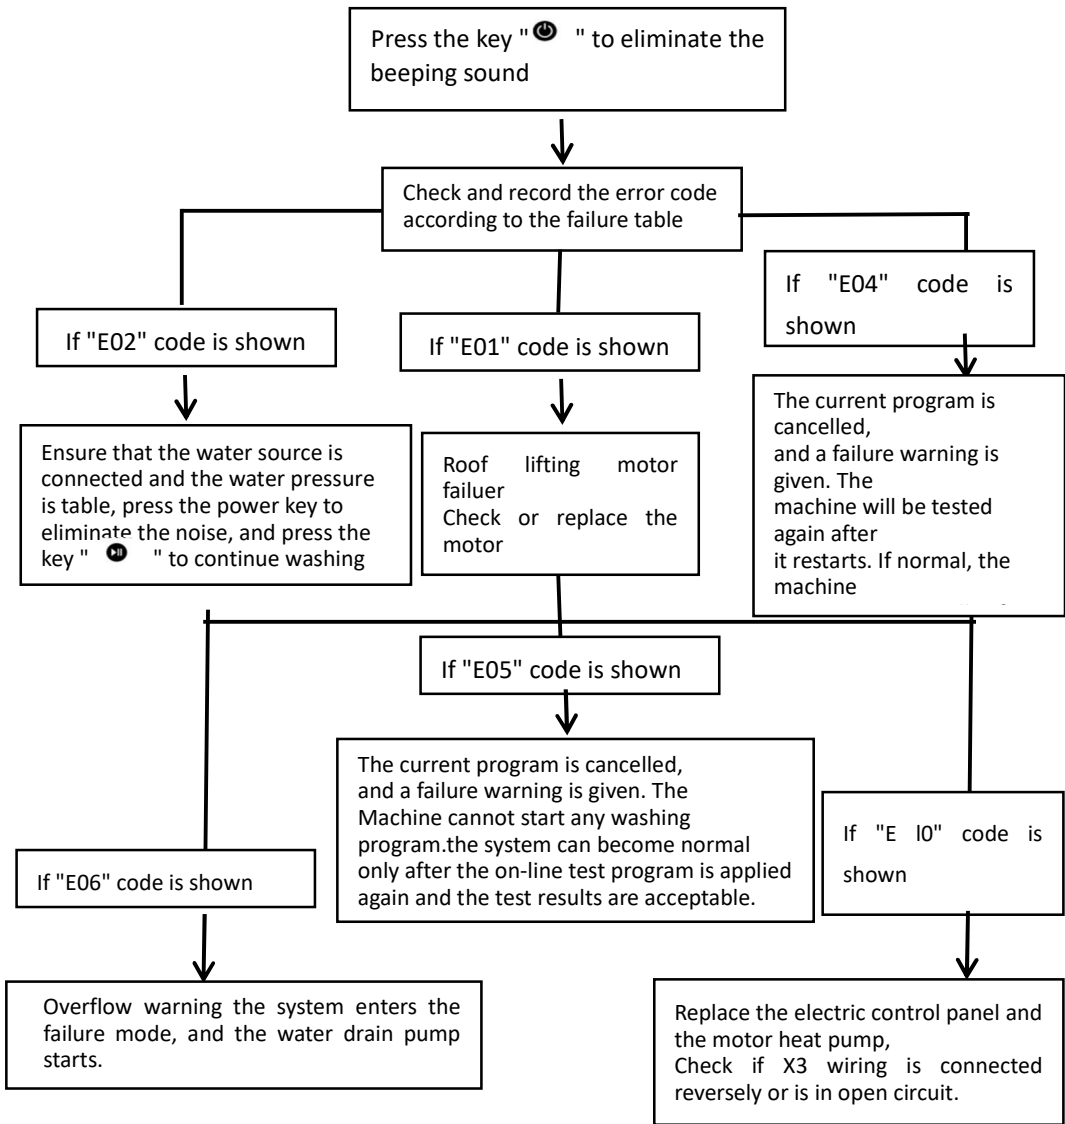 Press the key " " to eliminate the
beeping sound
Check and record the error code
according to the failure table
If "E02" code is shown
If "E01" code is shown
If "E04" code is
shown
Ensure that the water source is
connected and the water pressure
is table, press the power key to
eliminate the noise, and press the
key " " to continue washing
Roof lifting motor
failuer
Check or replace the
motor
The current program is
cancelled,
and a failure warning is
given. The
machine will be tested
again after
it restarts. If normal, the
machine
If "E05" code is shown
The current program is cancelled,
and a failure warning is given. The
Machine cannot start any washing
program.the system can become normal
only after the on-line test program is applied
again and the test results are acceptable.
If "E06" code is shown
If "E l0" code is
shown
Overflow warning the system enters the
failure mode, and the water drain pump
starts.
Replace the electric control panel and
the motor heat pump,
Check if X3 wiring is connected
reversely or is in open circuit.